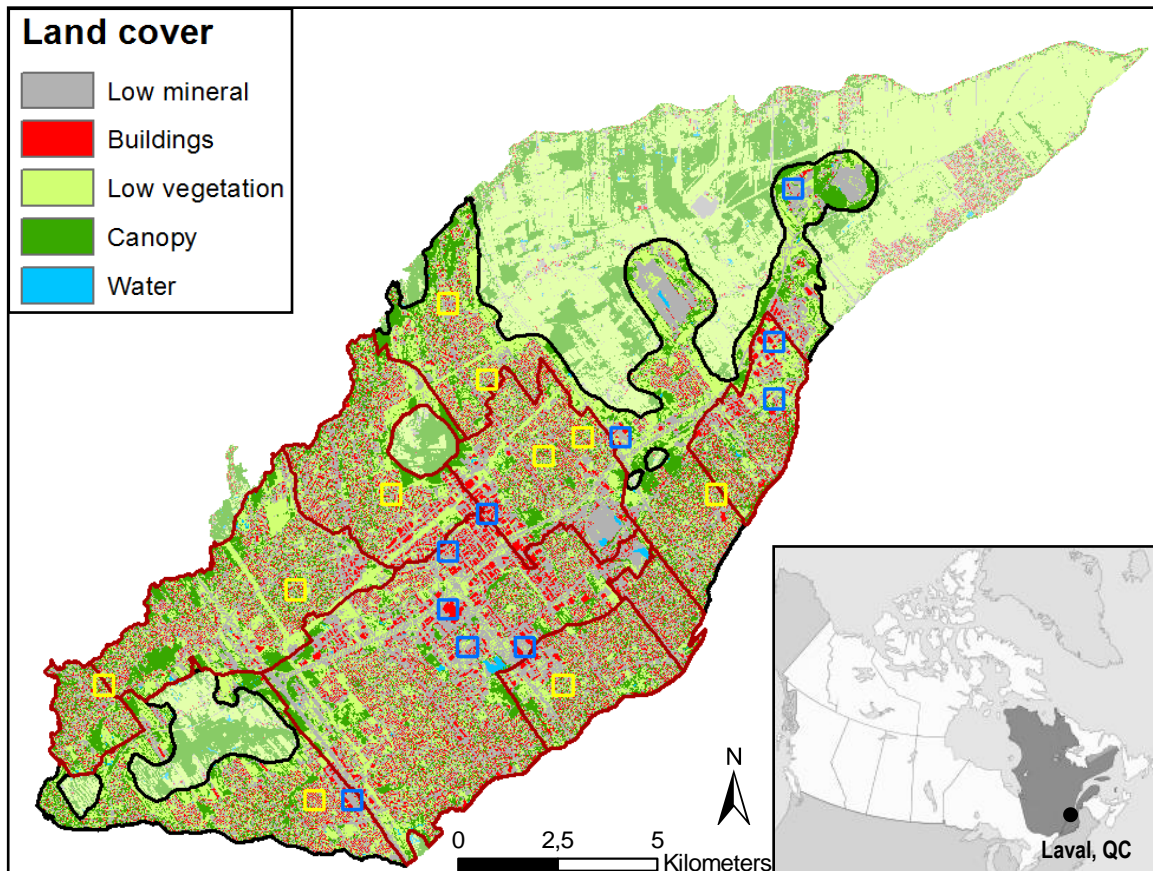 Land cover
Low mineral
Buildings
Low vegetation
Canopy
Water
N
0 2,5 5
Kilometers
Laval, QC